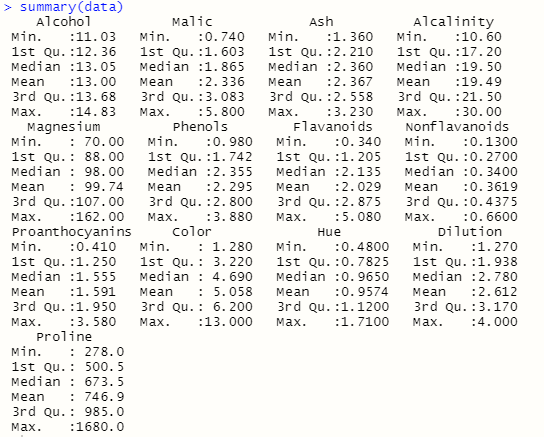 > summary(data)
Alcohol Malic Ash Alcalinity
Min. :11.03 Min. :0.740 Min. :1.360 Min. :10.60
1st Qu.:12.36 1st Qu.:1.603 1st Qu.:2.210 1st Qu.:17.20
Median :13.05 Median :1.865 Median :2.360 Median :19.50
Mean :13.00 Mean :2.336 Mean :2.367 Mean :19.49
3rd Qu.:13.68 3rd Qu.:3.083 3rd Qu.:2.558 3rd Qu.:21.50
Max. :14.83 Max. :5.800 Max. :3.230 Max. :30.00
Magnesium Phenols Flavanoids Nonflavanoids
Min. : 70.00 Min. :0.980 Min. :0.340 Min. :0.1300
1st Qu.: 88.00 1st Qu.:1.742 1st Qu.:1.205 1st Qu.:0.2700
Median : 98.00 Median :2.355 Median :2.135 Median :0.3400
Mean : 99.74 Mean :2.295 Mean :2.029 Mean :0.3619
3rd Qu.:107.00 3rd Qu.:2.800 3rd Qu.:2.875 3rd Qu.:0.4375
Max. :162.00 Max. :3.880 Max. :5.080 Max. :0.6600
Proanthocyanins Color Hue Dilution
Min. :0.410 Min. : 1.280 Min. :0.4800 Min. :1.270
1st Qu.:1.250 1st Qu.: 3.220 1st Qu.:0.7825 1st Qu.:1.938
Median :1.555 Median : 4.690 Median :0.9650 Median :2.780
Mean :1.591 Mean : 5.058 Mean :0.9574 Mean :2.612
3rd Qu.:1.950 3rd Qu.: 6.200 3rd Qu.:1.1200 3rd Qu.:3.170
Max. :3.580 Max. :13.000 Max. :1.7100 Max. :4.000
Proline
Min. : 278.0
1st Qu.: 500.5
Median : 673.5
Mean : 746.9
3rd Qu.: 985.0
Max. :1680.0